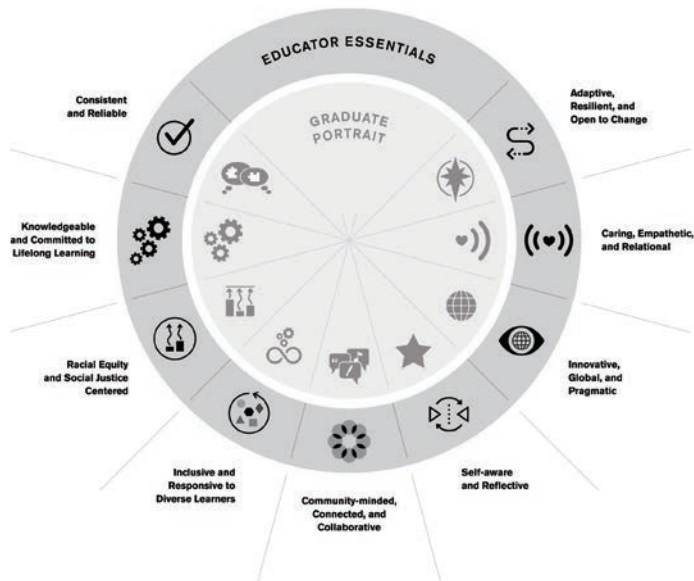 EDUCATOR ESSENTIALS
GRADUATE
PORTRAIT
Adaptive,
Resilient, and
Open to Change
Caring, Empathetic,
and Relational
Innovative,
Global, and
Pragmatic
Self-aware
and Reflective
Community-minded,
Connected, and
Collaborative
Inclusive and
Responsive to
Diverse Learners
Racial Equity
and Social Justice
Centered
Knowledgeable
and Committed to
Lifelong Learning
Consistent
and Reliable